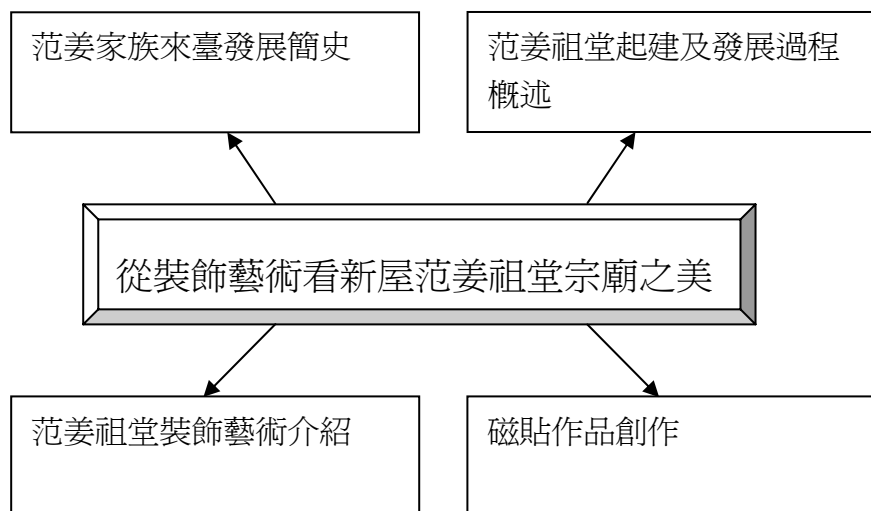 范姜家族來臺發展簡史
范姜祖堂起建及發展過程
概述
從裝飾藝術看新屋范姜祖堂宗廟之美
范姜祖堂裝飾藝術介紹
磁貼作品創作